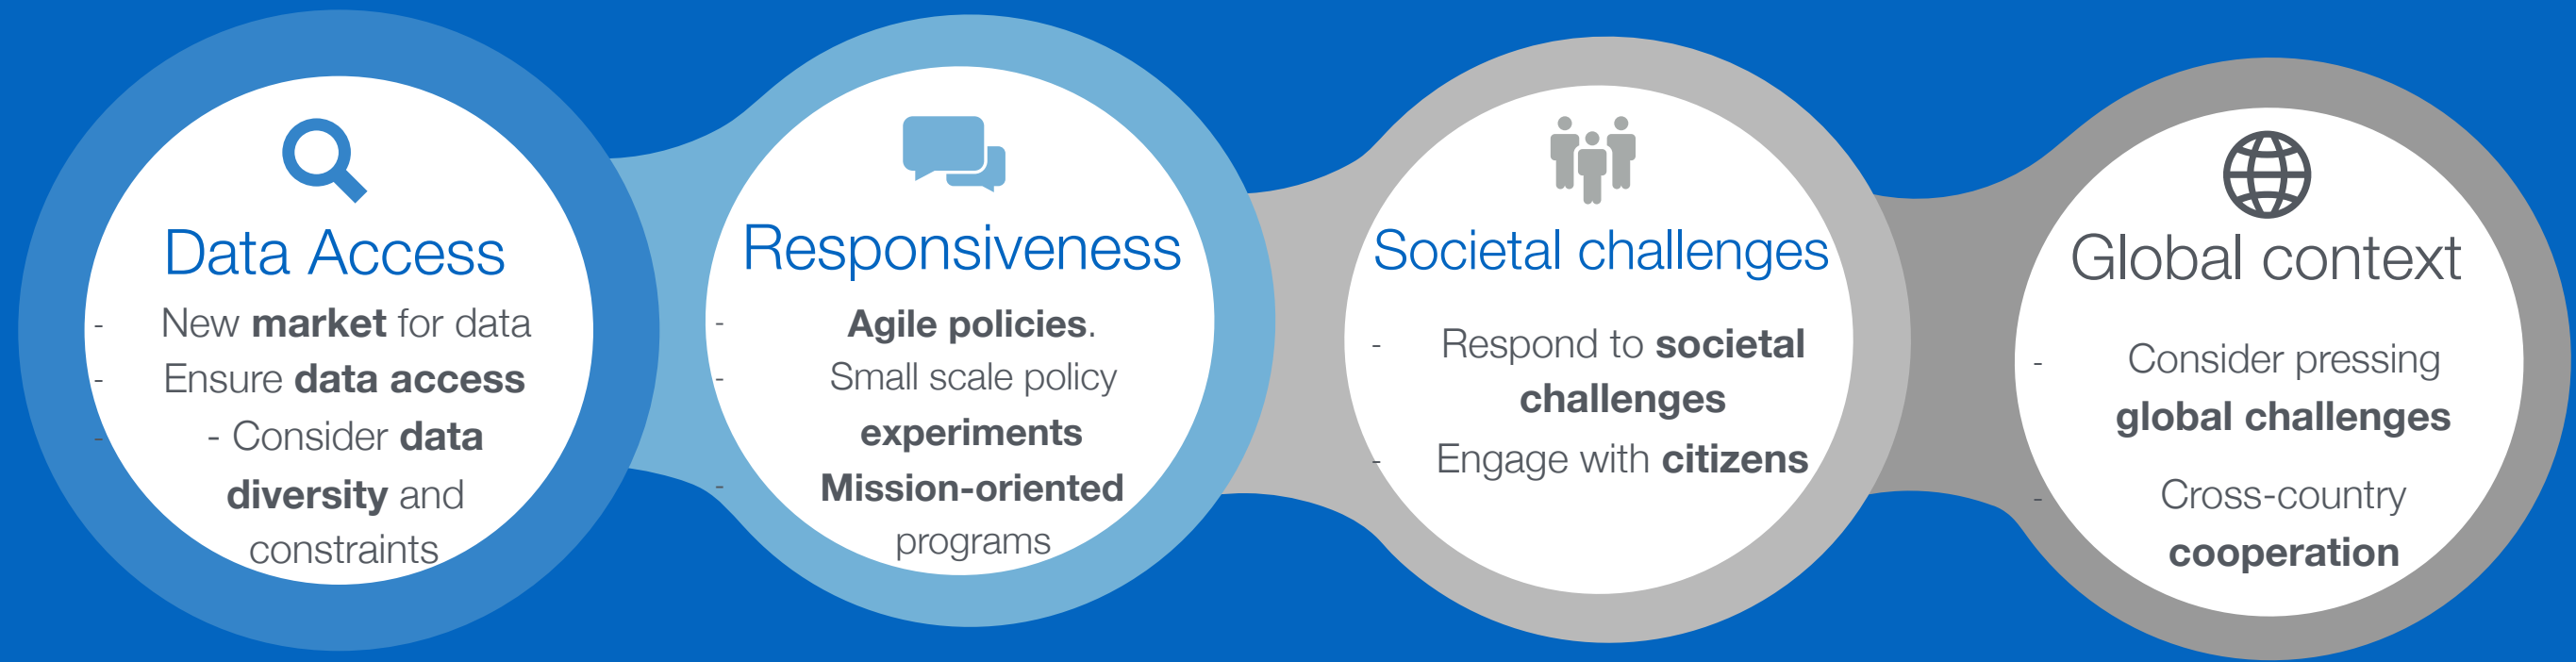 Data Access
- New market for data
- Ensure data access
- - Consider data
diversity and
constraints
Responsiveness
- Agile policies.
- Small scale policy
experiments
- Mission-oriented
programs
Societal challenges
- Respond to societal
challenges
- Engage with citizens
Global context
- Consider pressing
global challenges
- Cross-country
cooperation